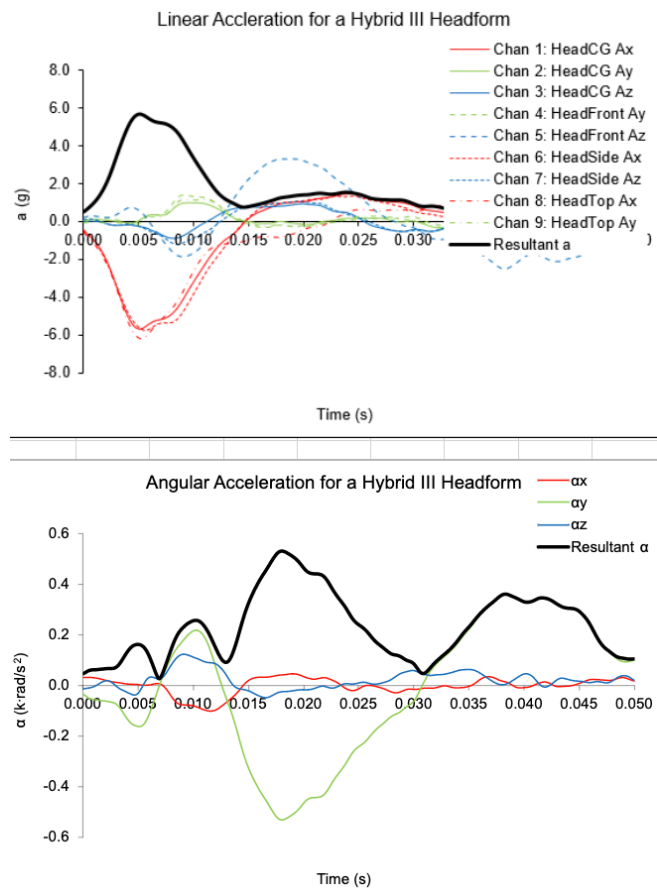 Linear Accleration for a Hybrid III Headform
Chan 1: HeadCG Ax
Chan 2: HeadCG Ay
Chan 3: HeadCG Az
Chan 4: HeadFront Ay
Chan 5: HeadFront Az
Chan 6: HeadSide Ax
Chan 7: HeadSide Az
Chan 8: HeadTop Ax
Chan 9: HeadTop Ay
Resultant a
a (g)
8.0
6.0
4.0
2.0
0.0
-2.0
-4.0
-6.0
-8.0
0.000 0.005 0.010 0.015 0.020 0.025 0.030
Time (s)
Angular Acceleration for a Hybrid III Headform
αx
αy
αz
Resultant α
α (k·rad/s²)
0.6
0.4
0.2
0.0
-0.2
-0.4
-0.6
0.000 0.005 0.010 0.015 0.020 0.025 0.030 0.035 0.040 0.045 0.050
Time (s)